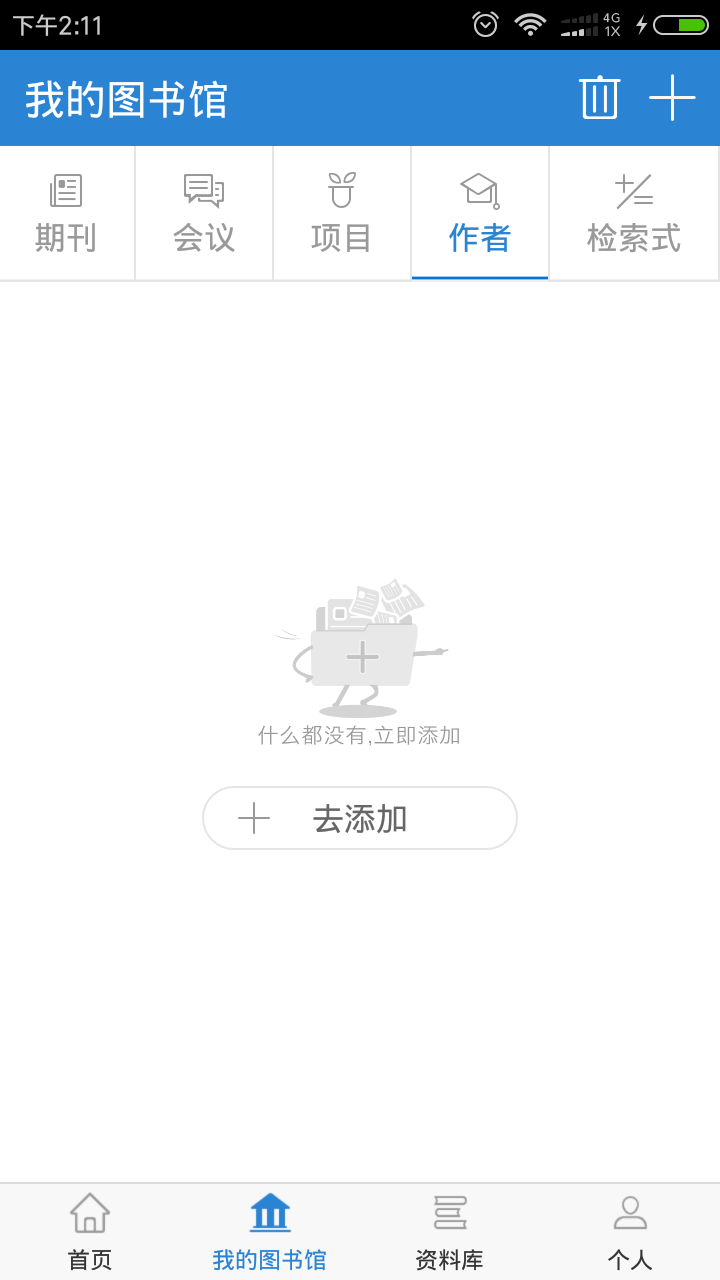 下午2:11
4G
1X
我的图书馆
期刊 会议 项目 作者 检索式
什么都没有,立即添加
去添加
首页 我的图书馆 资料库 个人